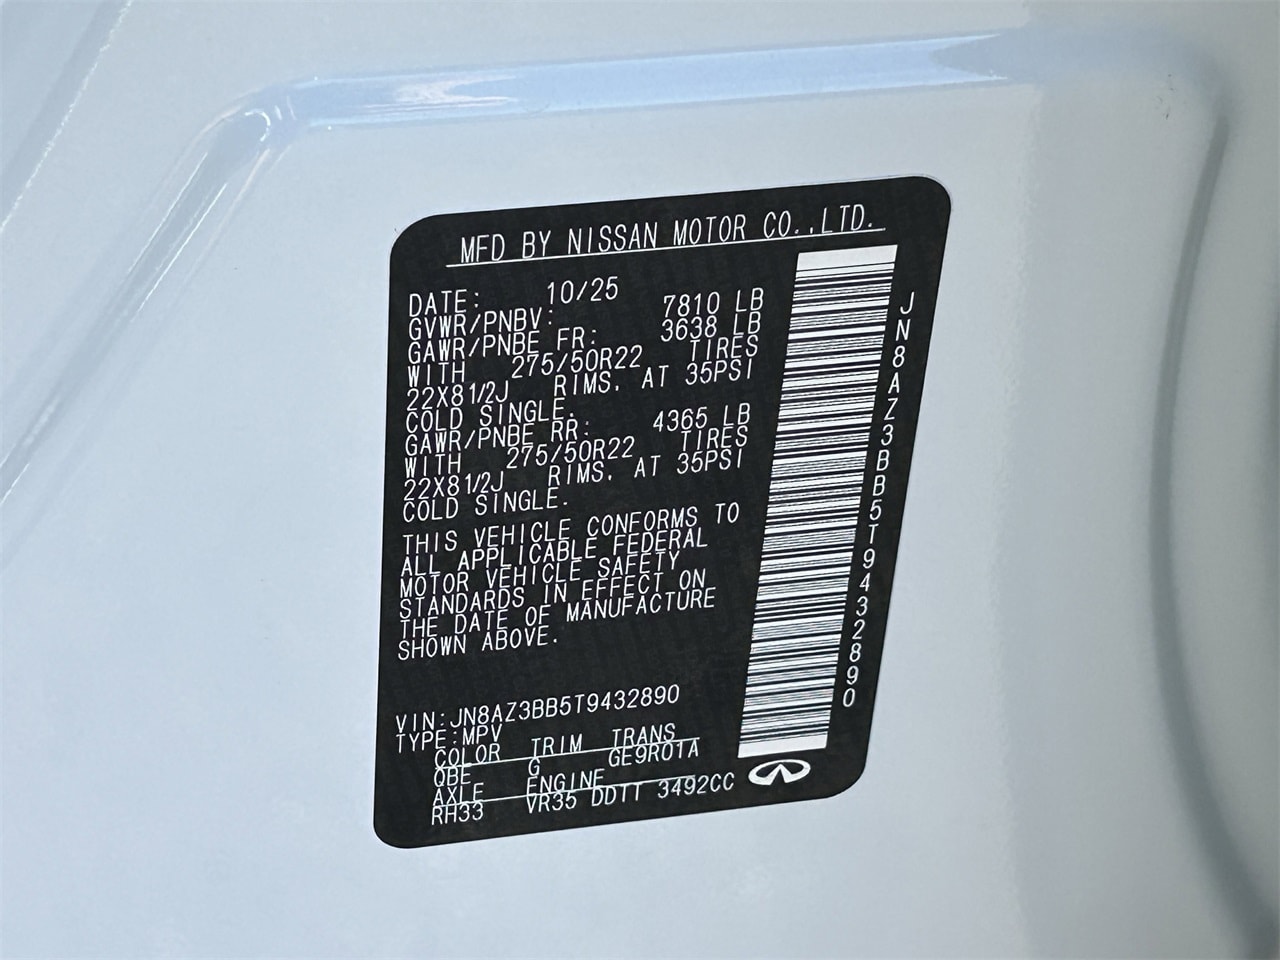 MFD BY NISSAN MOTOR CO.,LTD.
DATE: 10/25
GVWR/PNBV: 7810 LB
GAWR/PNBE FR: 3638 LB
WITH 275/50R22 TIRES
22X81/2J RIMS, AT 35PSI
COLD SINGLE.
GAWR/PNBE RR: 4365 LB
WITH 275/50R22 TIRES
22X81/2J RIMS, AT 35PSI
COLD SINGLE.
THIS VEHICLE CONFORMS TO
ALL APPLICABLE FEDERAL
MOTOR VEHICLE SAFETY
STANDARDS IN EFFECT ON
THE DATE OF MANUFACTURE
SHOWN ABOVE.
VIN:JN8AZ3BB5T9432890
TYPE:MPV
COLOR TRIM TRANS
QBE G GE9R01A
AXLE ENGINE
RH33 VR35 DDTT 3492CC
JN8AZ3BB5T9432890